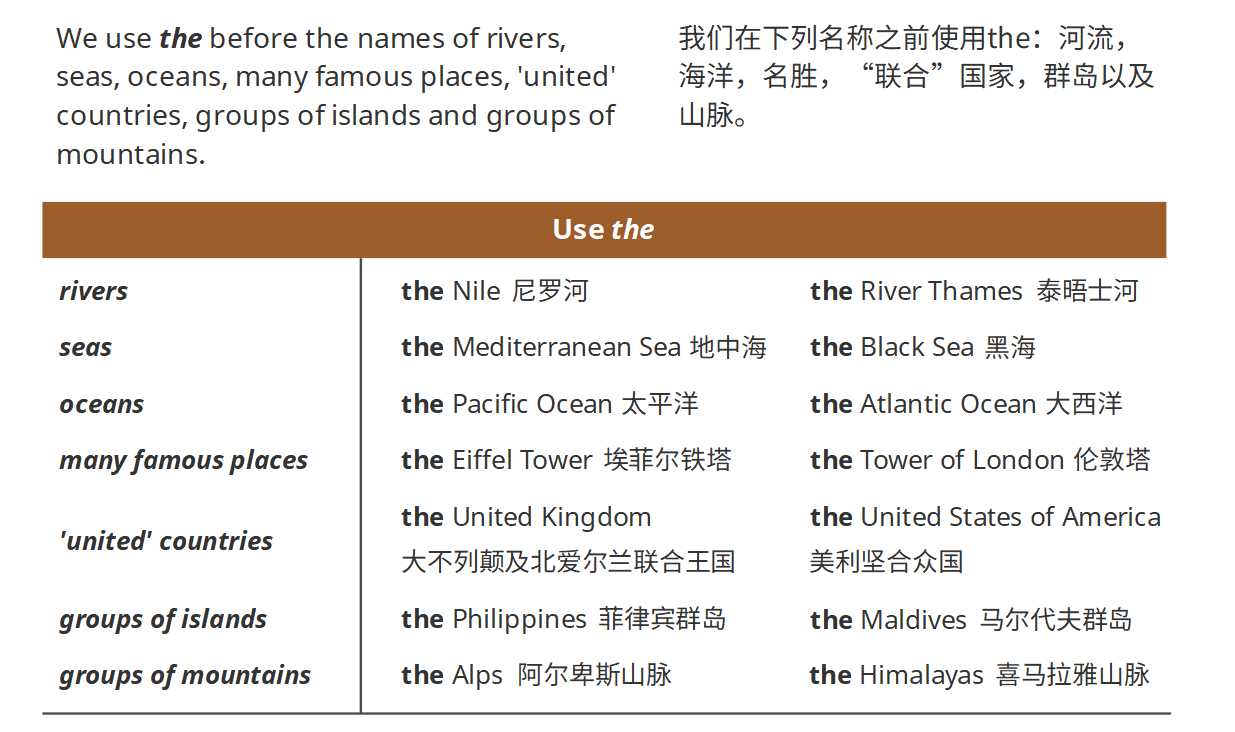 We use the before the names of rivers,
seas, oceans, many famous places, 'united'
countries, groups of islands and groups of
mountains.
我们在下列名称之前使用the：河流，
海洋，名胜，“联合”国家，群岛以及
山脉。
Use the
rivers the Nile 尼罗河 the River Thames 泰晤士河
seas the Mediterranean Sea 地中海 the Black Sea 黑海
oceans the Pacific Ocean 太平洋 the Atlantic Ocean 大西洋
many famous places the Eiffel Tower 埃菲尔铁塔 the Tower of London 伦敦塔
'united' countries
the United Kingdom the United States of America
大不列颠及北爱尔兰联合王国 美利坚合众国
groups of islands the Philippines 菲律宾群岛 the Maldives 马尔代夫群岛
groups of mountains the Alps 阿尔卑斯山脉 the Himalayas 喜马拉雅山脉